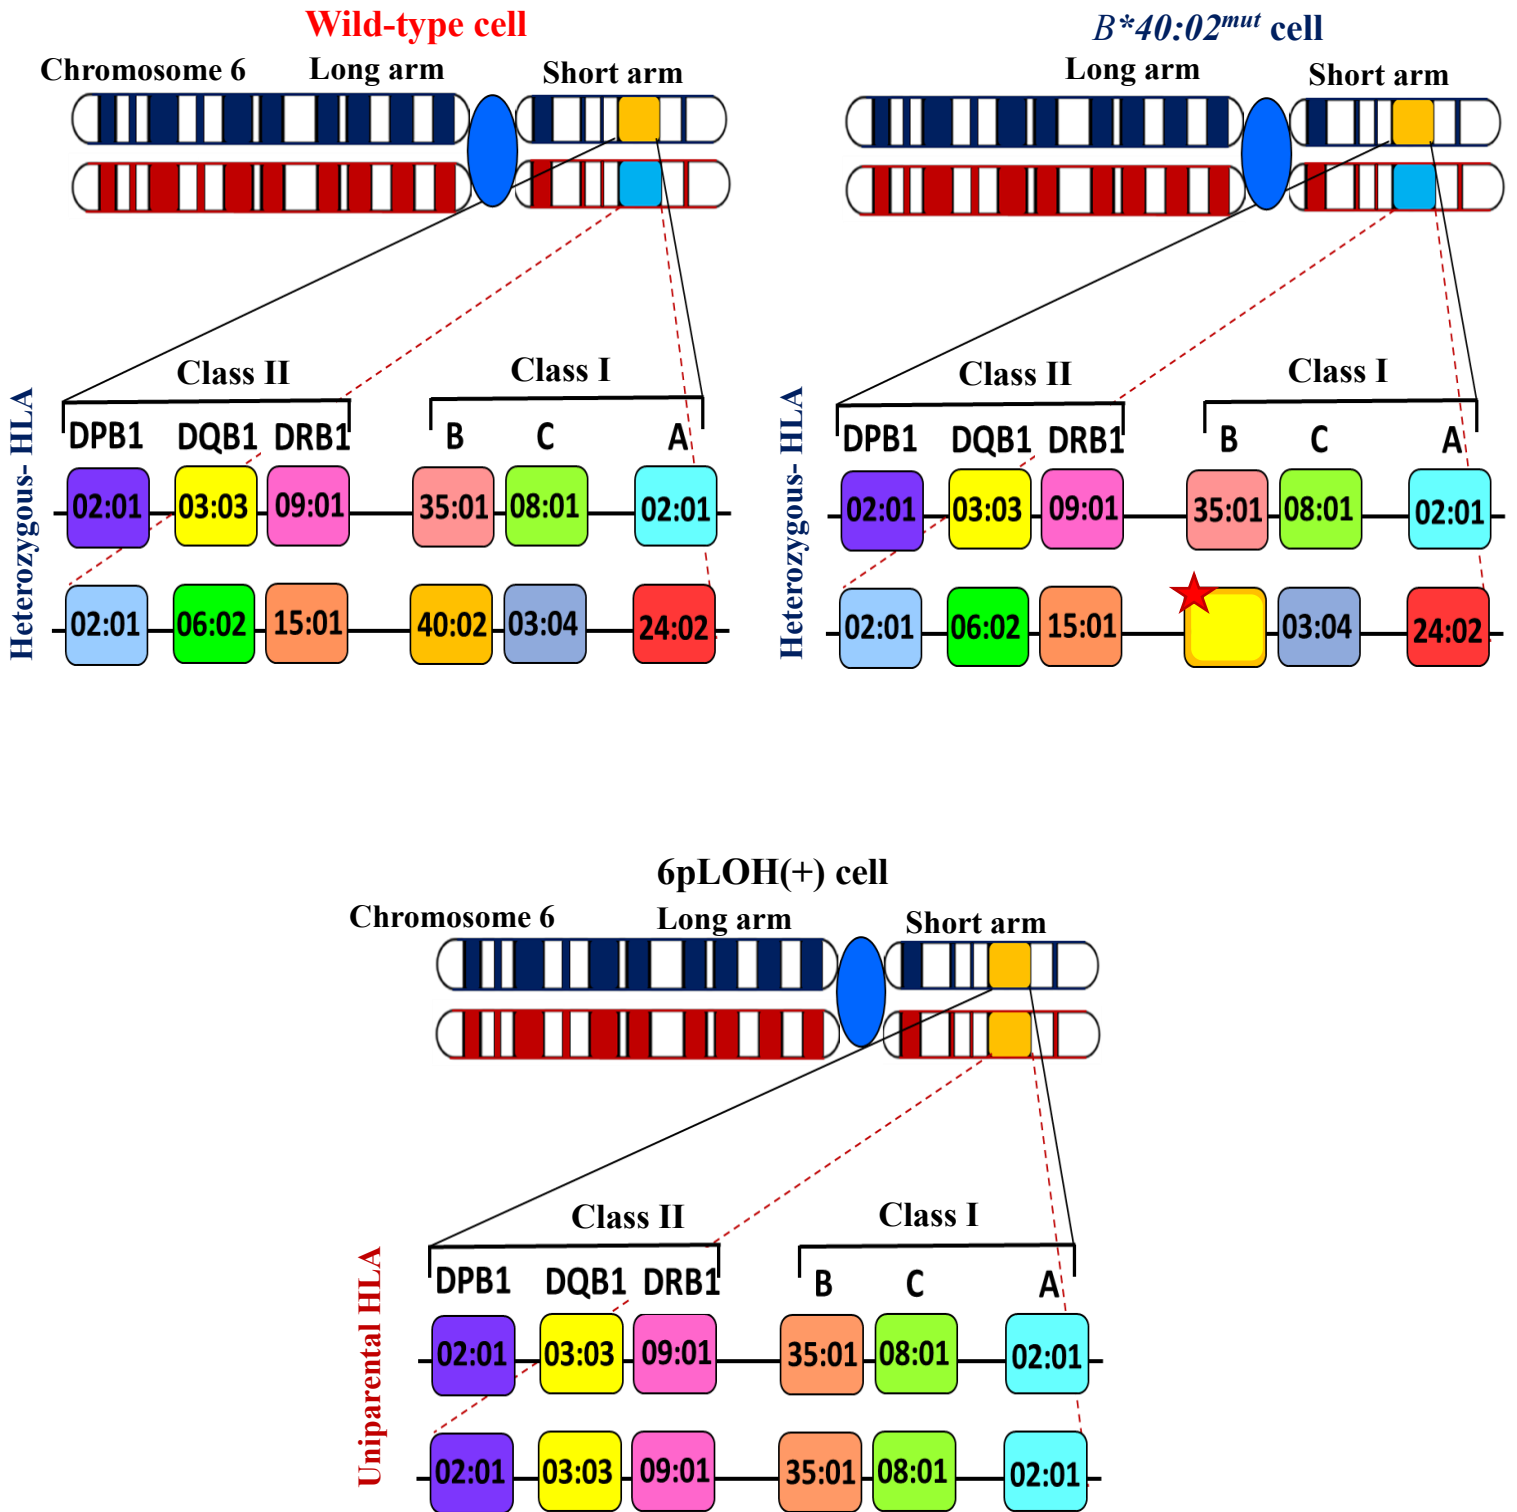 Wild-type cell
Chromosome 6 Long arm Short arm
Class II Class I
Heterozygous- HLA
DPB1 DQB1 DRB1 B C A
02:01 03:03 09:01 35:01 08:01 02:01
02:01 06:02 15:01 40:02 03:04 24:02
B*40:02mut cell
Long arm Short arm
Class II Class I
Heterozygous- HLA
DPB1 DQB1 DRB1 B C A
02:01 03:03 09:01 35:01 08:01 02:01
02:01 06:02 15:01 03:04 24:02
6pLOH(+) cell
Chromosome 6 Long arm Short arm
Class II Class I
Uniparental HLA
DPB1 DQB1 DRB1 B C A
02:01 03:03 09:01 35:01 08:01 02:01
02:01 03:03 09:01 35:01 08:01 02:01